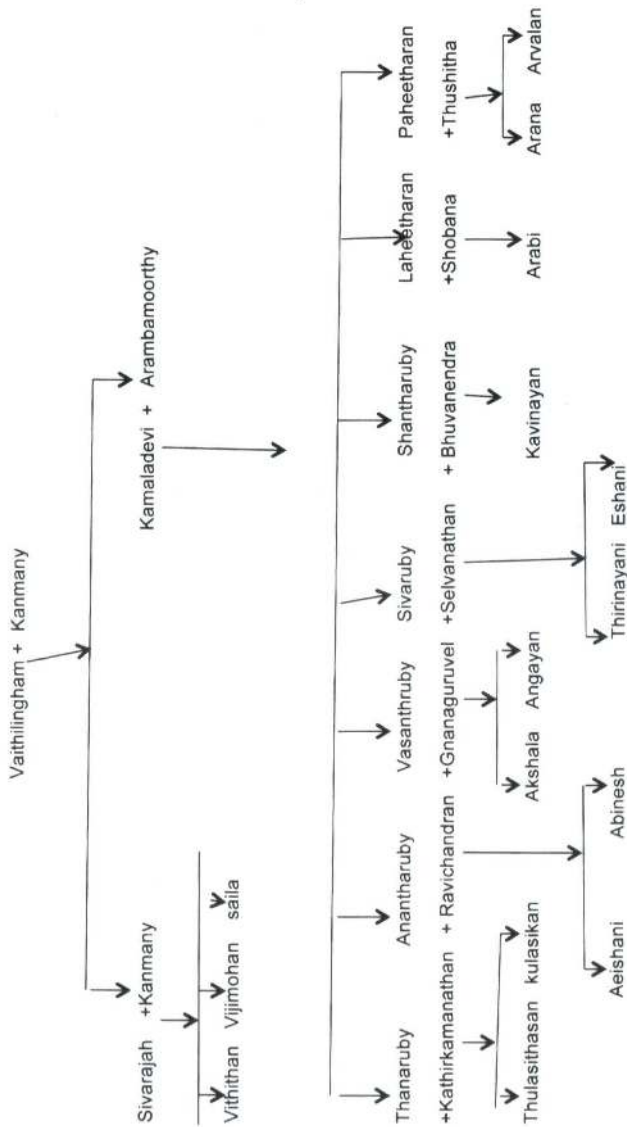 Vaithilingham + Kanmany
Sivarajah +Kanmany Kamaladevi + Arambamoorthy
Vithithan Vijimohan saila
Thanaruby Anantharuby Vasanthruby Sivaruby Shantharuby Laheetharan Paheetharan
+Kathirkamanathan + Ravichandran +Gnanaguruvel +Selvanathan + Bhuvanendra +Shobana +Thushitha
Thulasithasan kulasikan Akshala Angayan Kavinayan Arabi Arana Arvalan
Aeishani Abinesh Thirinayani Eshani